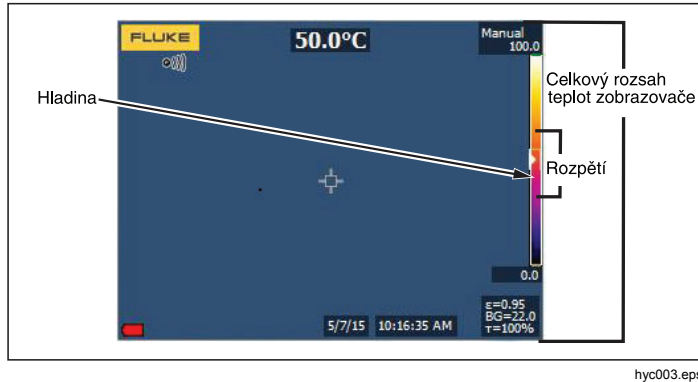 FLUKE
50.0°C
Manual
100.0
Celkový rozsah
teplot zobrazovače
Hladina
Rozpětí
0.0
ε=0.95
BG=22.0
τ=100%
5/7/15 10:16:35 AM
hyc003.eps